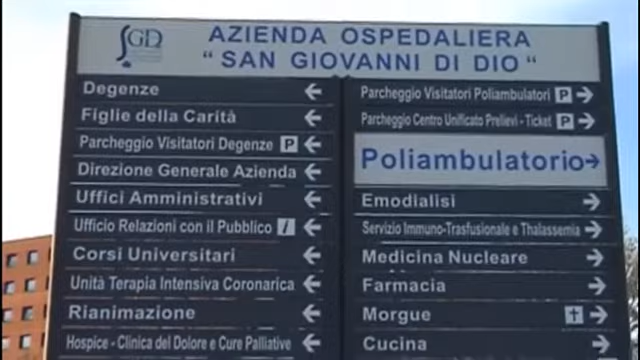 SGD
AZIENDA OSPEDALIERA
“SAN GIOVANNI DI DIO“
Degenze
Figlie della Carità
Parcheggio Visitatori Degenze P
Direzione Generale Azienda
Uffici Amministrativi
Ufficio Relazioni con il Pubblico i
Corsi Universitari
Unità Terapia Intensiva Coronarica
Rianimazione
Hospice - Clinica del Dolore e Cure Palliative
Parcheggio Visitatori Poliambulatori P
Parcheggio Centro Unificato Prelievi - Ticket P
Poliambulatorio
Emodialisi
Servizio Immuno-Trasfusionale e Thalassemia
Medicina Nucleare
Farmacia
Morgue
Cucina